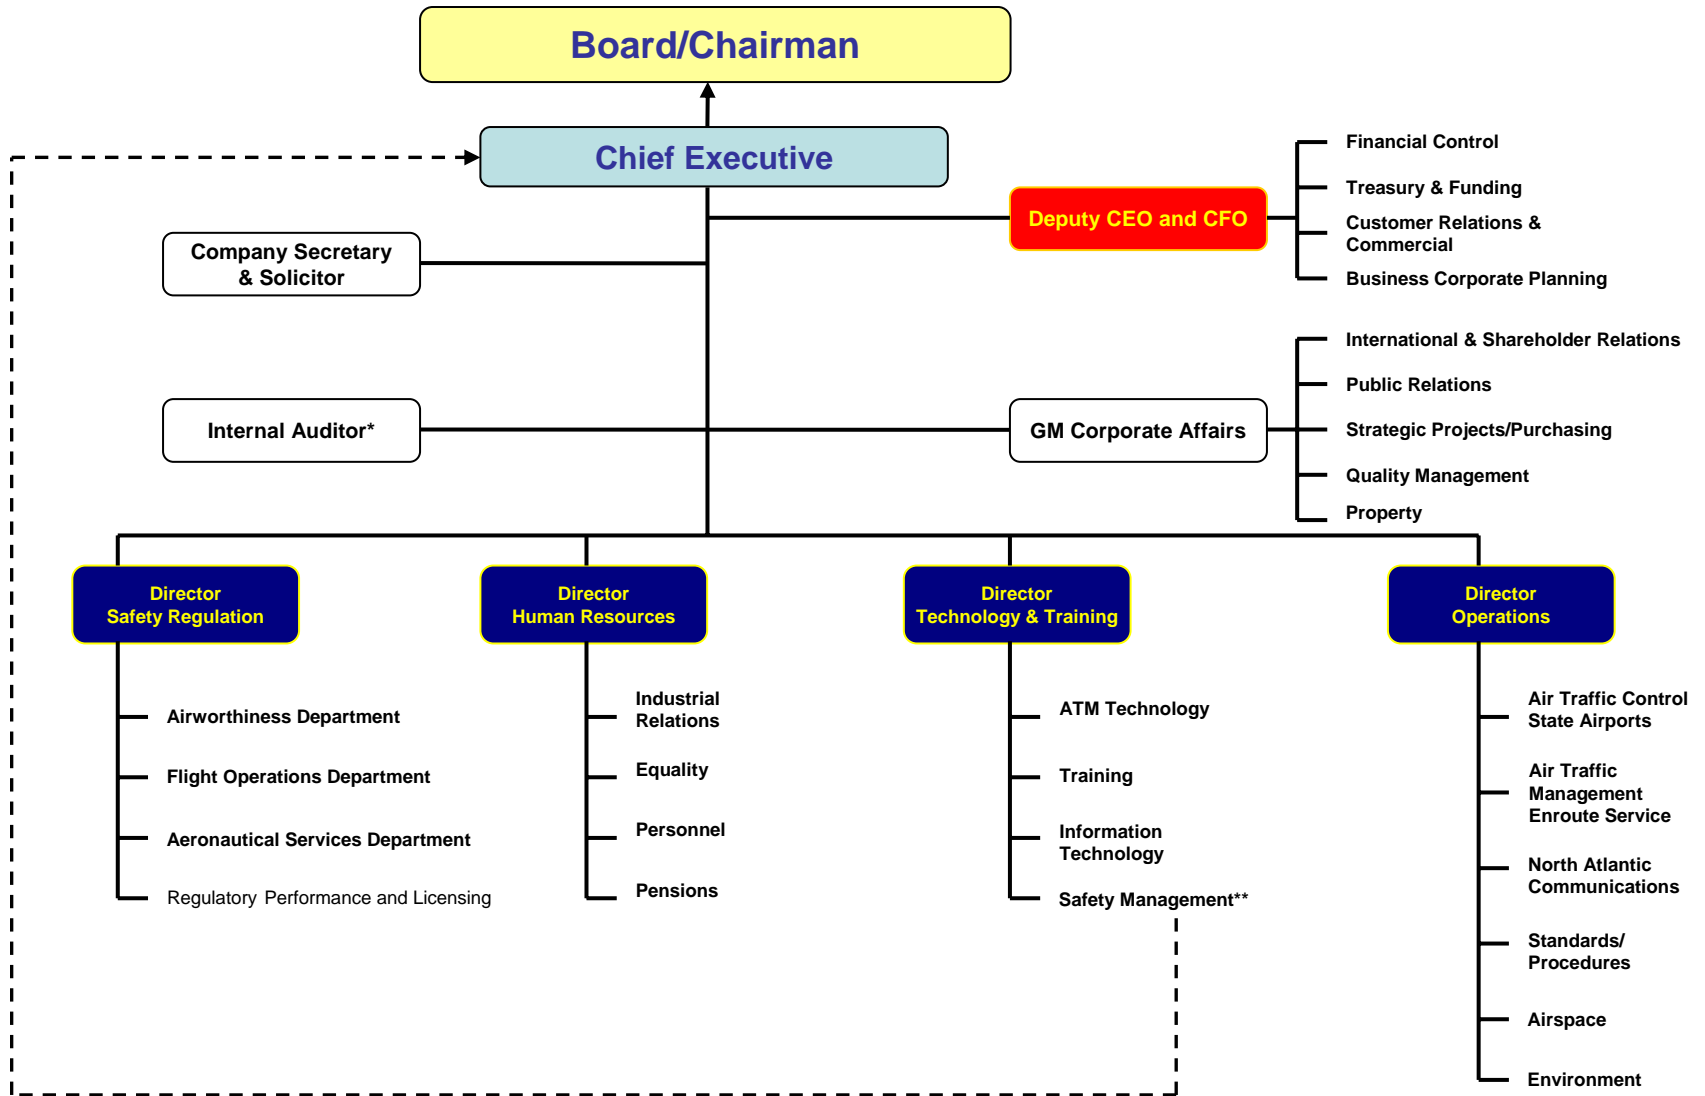 Board/Chairman
Chief Executive
Deputy CEO and CFO
Financial Control
Treasury & Funding
Customer Relations &
Commercial
Business Corporate Planning
Company Secretary
& Solicitor
Internal Auditor*
GM Corporate Affairs
International & Shareholder Relations
Public Relations
Strategic Projects/Purchasing
Quality Management
Property
Director
Safety Regulation
Airworthiness Department
Flight Operations Department
Aeronautical Services Department
Regulatory Performance and Licensing
Director
Human Resources
Industrial
Relations
Equality
Personnel
Pensions
Director
Technology & Training
ATM Technology
Training
Information
Technology
Safety Management**
Director
Operations
Air Traffic Control
State Airports
Air Traffic
Management
Enroute Service
North Atlantic
Communications
Standards/
Procedures
Airspace
Environment